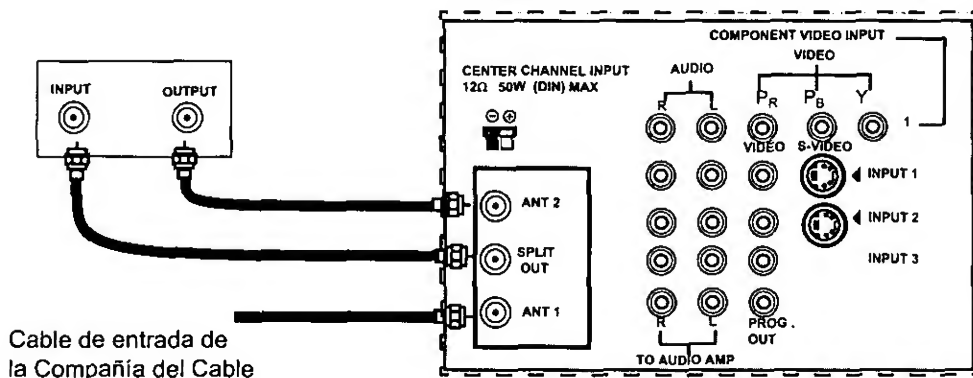 COMPONENT VIDEO INPUT
VIDEO
AUDIO
CENTER CHANNEL INPUT
12Ω 50W (DIN) MAX
INPUT
OUTPUT
R
L
PR
PB
Y
1
VIDEO
S-VIDEO
INPUT 1
ANT 2
INPUT 2
SPLIT
OUT
INPUT 3
ANT 1
R
L
PROG.
OUT
TO AUDIO AMP
Cable de entrada de
la Compañía del Cable